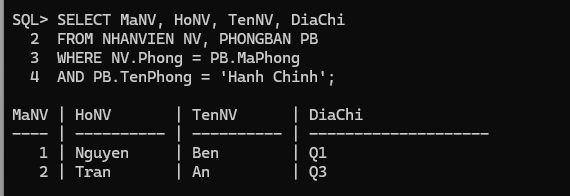 SQL> SELECT MaNV, HoNV, TenNV, DiaChi
2 FROM NHANVIEN NV, PHONGBAN PB
3 WHERE NV.Phong = PB.MaPhong
4 AND PB.TenPhong = 'Hanh Chinh';
MaNV | HoNV | TenNV | DiaChi
---- | ---------- | ---------- | --------------------
1 | Nguyen | Ben | Q1
2 | Tran | An | Q3